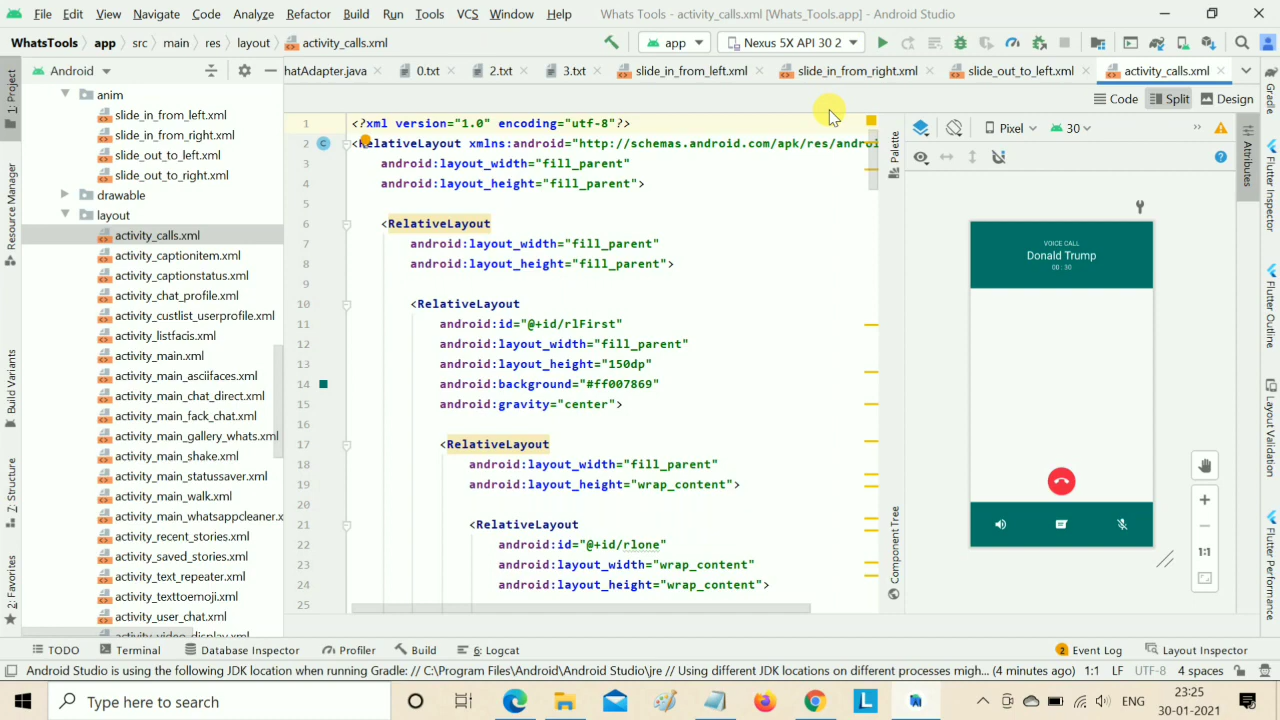 File Edit View Navigate Code Analyze Refactor Build Run Tools VCS Window Help Whats Tools - activity_calls.xml [Whats_Tools.app] - Android Studio
WhatsTools app src main res layout activity_calls.xml app Nexus 5X API 30 2
Android hatAdapter.java 0.txt 2.txt 3.txt slide_in_from_left.xml slide_in_from_right.xml slide_out_to_left.xml activity_calls.xml
Code Split Design
1: Project
Resource Manager
Build Variants
Z: Structure
2: Favorites
anim
slide_in_from_left.xml
slide_in_from_right.xml
slide_out_to_left.xml
slide_out_to_right.xml
drawable
layout
activity_calls.xml
activity_captionitem.xml
activity_captionstatus.xml
activity_chat_profile.xml
activity_custlist_userprofile.xml
activity_listfacis.xml
activity_main.xml
activity_main_asciifaces.xml
activity_main_chat_direct.xml
activity_main_fack_chat.xml
activity_main_gallery_whats.xml
activity_main_shake.xml
activity_main_statussaver.xml
activity_main_walk.xml
activity_main_whatsappcleaner.x
activity_recent_stories.xml
activity_saved_stories.xml
activity_text_repeater.xml
activity_texttoemoji.xml
activity_user_chat.xml
activity_video_display.xml
1 <?xml version="1.0" encoding="utf-8"?>
2 C <RelativeLayout xmlns:android="http://schemas.android.com/apk/res/androi
3 android:layout_width="fill_parent"
4 android:layout_height="fill_parent">
5
6 <RelativeLayout
7 android:layout_width="fill_parent"
8 android:layout_height="fill_parent">
9
10 <RelativeLayout
11 android:id="@+id/rlFirst"
12 android:layout_width="fill_parent"
13 android:layout_height="150dp"
14 android:background="#ff007869"
15 android:gravity="center">
16
17 <RelativeLayout
18 android:layout_width="fill_parent"
19 android:layout_height="wrap_content">
20
21 <RelativeLayout
22 android:id="@+id/rlone"
23 android:layout_width="wrap_content"
24 android:layout_height="wrap_content">
25
Palette
Component Tree
Pixel 30 »
?
VOICE CALL
Donald Trump
00 : 30
1:1
Attributes
Gradle
Flutter Inspector
Flutter Outline
Layout Validation
Flutter Performance
TODO Terminal Database Inspector Profiler Build 6: Logcat 2 Event Log Layout Inspector
Android Studio is using the following JDK location when running Gradle: // C:\Program Files\Android\Android Studio\jre // Using different JDK locations on different processes migh... (4 minutes ago) 1:1 LF UTF-8 4 spaces
Type here to search L ENG 23:25
30-01-2021